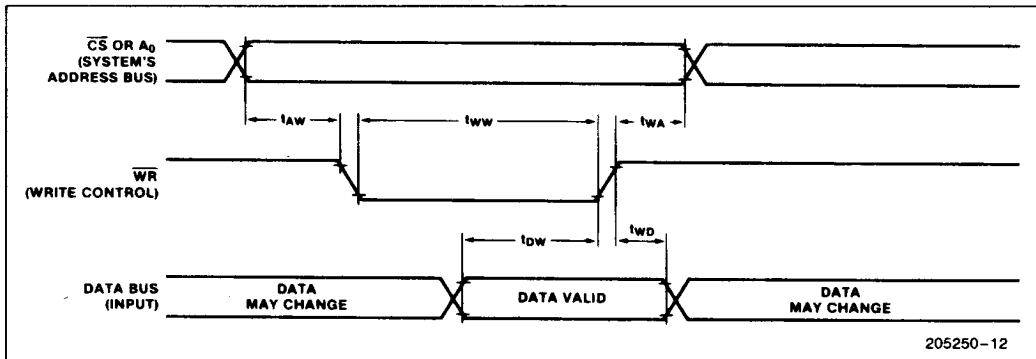 CS OR A0
(SYSTEM'S
ADDRESS BUS)
tAW
tWW
tWA
WR
(WRITE CONTROL)
tDW
tWD
DATA BUS
(INPUT)
DATA
MAY CHANGE
DATA VALID
DATA
MAY CHANGE
205250-12